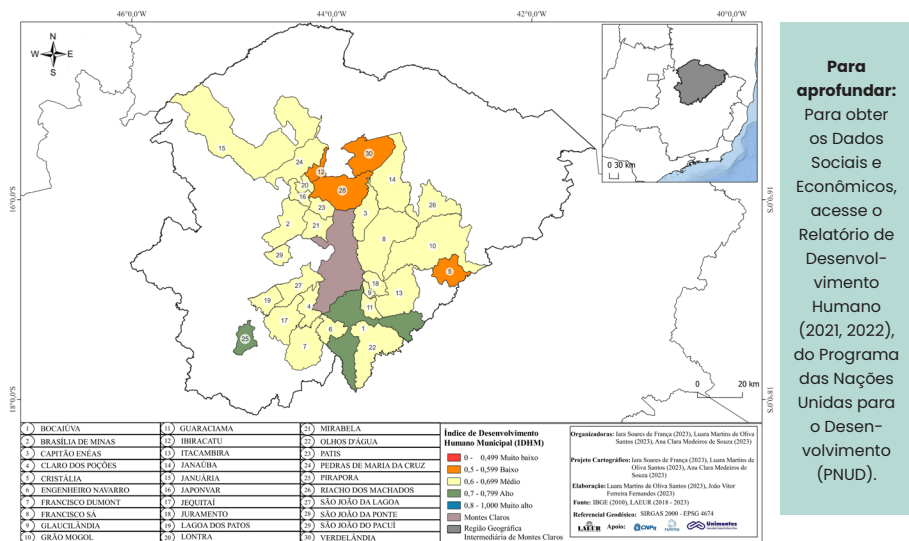 46°0'0"O
44°0'0"O
42°0'0"O
40°0'0"O
N
W E
S
16°0'0"S
16°0'0"S
18°0'0"S
18°0'0"S
0 30 km
15
24
12
30
20
28
14
16
23
26
2
21
3
8
10
29
5
27
18
9
13
19
4
11
17
25
6
1
7
22
0 20 km
1 BOCAIÚVA
2 BRASÍLIA DE MINAS
3 CAPITÃO ENÉAS
4 CLARO DOS POÇÕES
5 CRISTÁLIA
6 ENGENHEIRO NAVARRO
7 FRANCISCO DUMONT
8 FRANCISCO SÁ
9 GLAUCILÂNDIA
10 GRÃO MOGOL
11 GUARACIAMA
12 IBIRACATU
13 ITACAMBIRA
14 JANAÚBA
15 JANUÁRIA
16 JAPONVAR
17 JEQUITAÍ
18 JURAMENTO
19 LAGOA DOS PATOS
20 LONTRA
21 MIRABELA
22 OLHOS D'ÁGUA
23 PATIS
24 PEDRAS DE MARIA DA CRUZ
25 PIRAPORA
26 RIACHO DOS MACHADOS
27 SÃO JOÃO DA LAGOA
28 SÃO JOÃO DA PONTE
29 SÃO JOÃO DO PACUÍ
30 VERDELÂNDIA
Índice de Desenvolvimento
Humano Municipal (IDHM)
0 - 0,499 Muito baixo
0,5 - 0,599 Baixo
0,6 - 0,699 Médio
0,7 - 0,799 Alto
0,8 - 1,000 Muito alto
Montes Claros
Região Geográfica
Intermediária de Montes Claros
Organizadoras: Iara Soares de França (2023), Luara Martins de Oliva
Santos (2023), Ana Clara Medeiros de Souza (2023)
Projeto Cartográfico: Iara Soares de França (2023), Luara Martins de
Oliva Santos (2023), Ana Clara Medeiros de
Souza (2023)
Elaboração: Luara Martins de Oliva Santos (2023), João Vitor
Ferreira Fernandes (2023)
Fonte: IBGE (2010), LAEUR (2018 - 2023)
Referencial Geodésico: SIRGAS 2000 - EPSG 4674
LAEUR Apoio: CNPq Unimontes
Para
aprofundar:
Para obter
os Dados
Sociais e
Econômicos,
acesse o
Relatório de
Desenvol-
vimento
Humano
(2021, 2022),
do Programa
das Nações
Unidas para
o Desen-
volvimento
(PNUD).